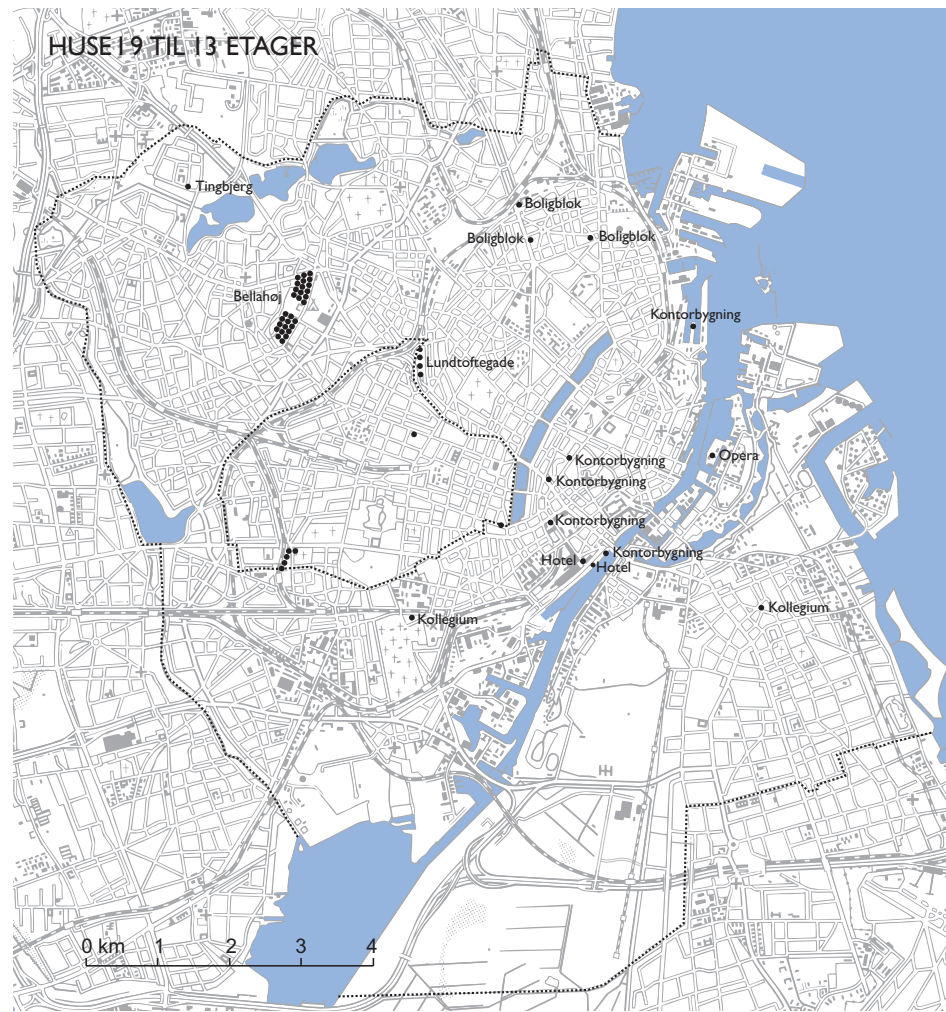 HUSE I 9 TIL 13 ETAGER
Tingbjerg
Boligblok
Boligblok
Boligblok
Bellahøj
Kontorbygning
Lundtoftegade
Opera
Kontorbygning
Kontorbygning
Kontorbygning
Kontorbygning
Hotel
Hotel
Kollegium
Kollegium
0 km 1 2 3 4